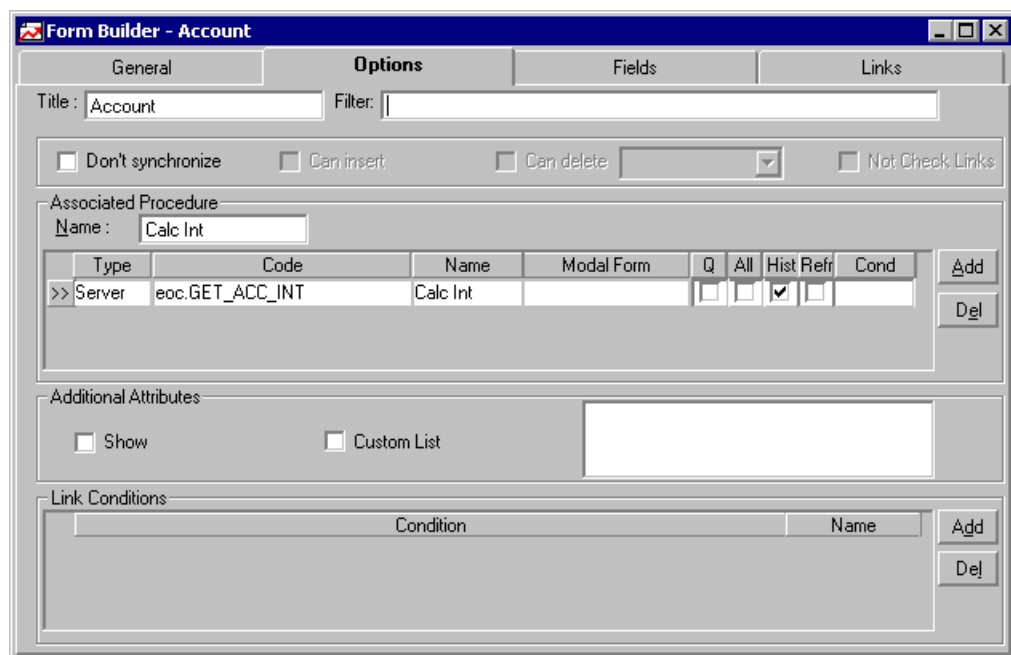 Form Builder - Account
General Options Fields Links
Title : Account Filter:
Don't synchronize Can insert Can delete Not Check Links
Associated Procedure
Name : Calc Int
Type Code Name Modal Form Q All Hist Refr Cond Add
>> Server eoc.GET_ACC_INT Calc Int
Del
Additional Attributes
Show Custom List
Link Conditions
Condition Name Add
Del